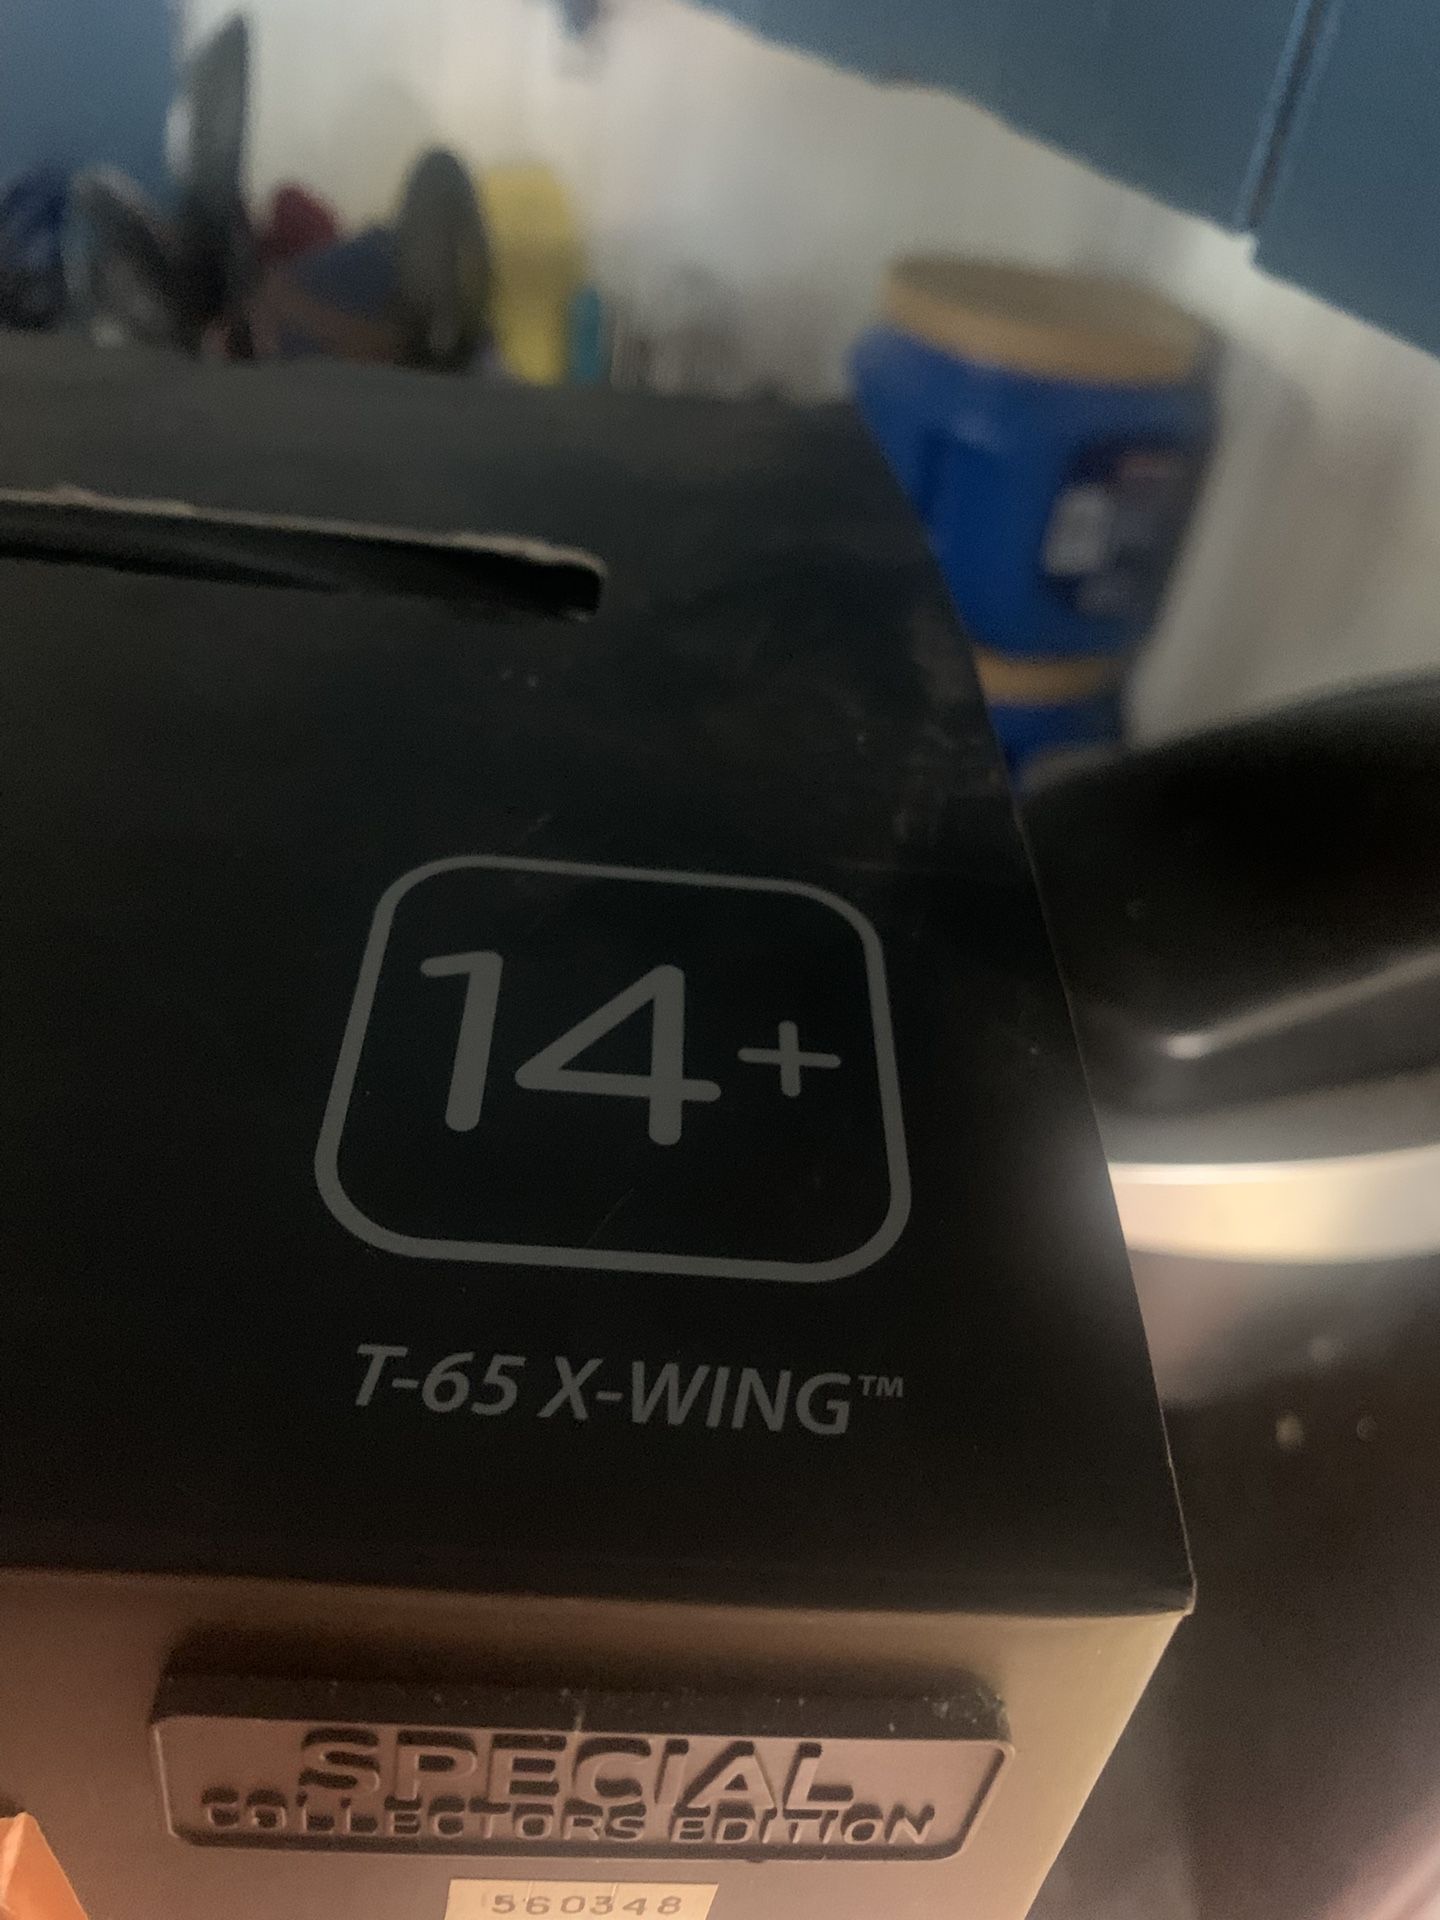 14+
T-65 X-WING™
SPECIAL
COLLECTORS EDITION
560348